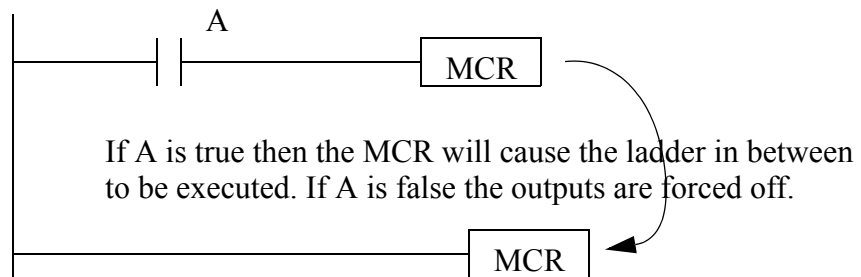 A
MCR
If A is true then the MCR will cause the ladder in between
to be executed. If A is false the outputs are forced off.
MCR